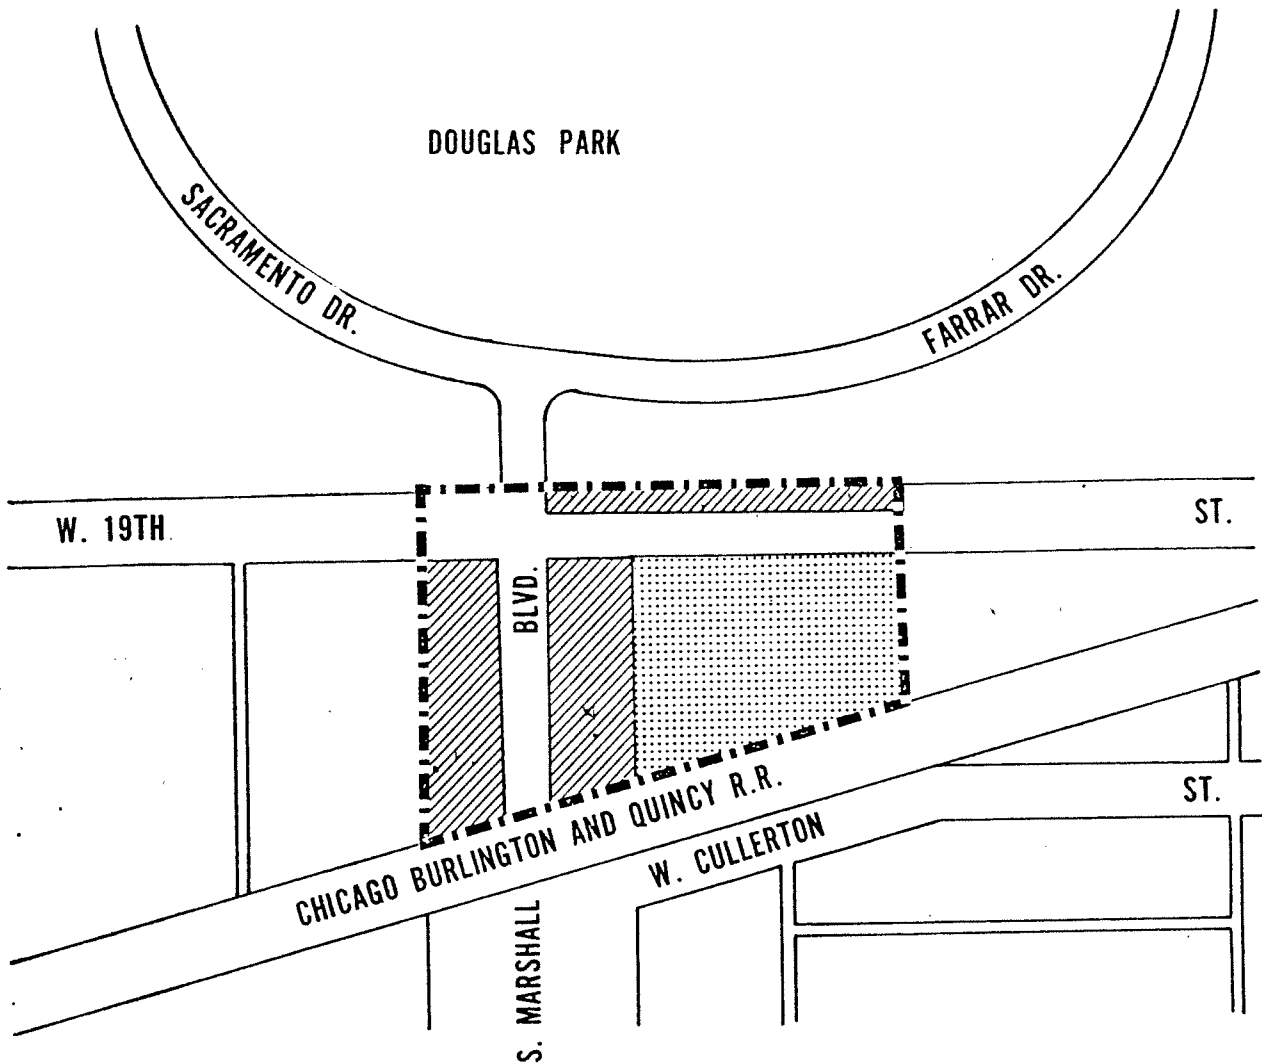 DOUGLAS PARK
SACRAMENTO DR.
FARRAR DR.
W. 19TH
ST.
BLVD.
CHICAGO BURLINGTON AND QUINCY R.R.
ST.
W. CULLERTON
S. MARSHALL